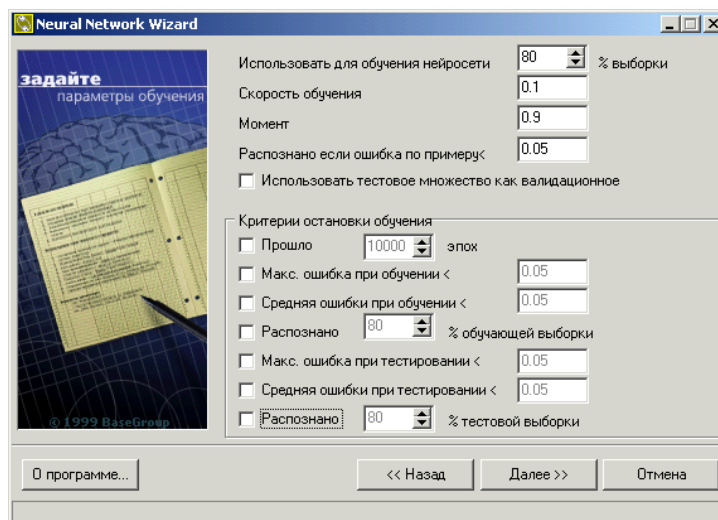 Neural Network Wizard
задайте
параметры обучения
© 1999 BaseGroup
Использовать для обучения нейросети 80 % выборки
Скорость обучения 0.1
Момент 0.9
Распознано если ошибка по примеру< 0.05
Использовать тестовое множество как валидационное
Критерии остановки обучения
Прошло 10000 эпох
Макс. ошибка при обучении < 0.05
Средняя ошибки при обучении < 0.05
Распознано 80 % обучающей выборки
Макс. ошибка при тестировании < 0.05
Средняя ошибки при тестировании < 0.05
Распознано 80 % тестовой выборки
О программе... << Назад Далее >> Отмена